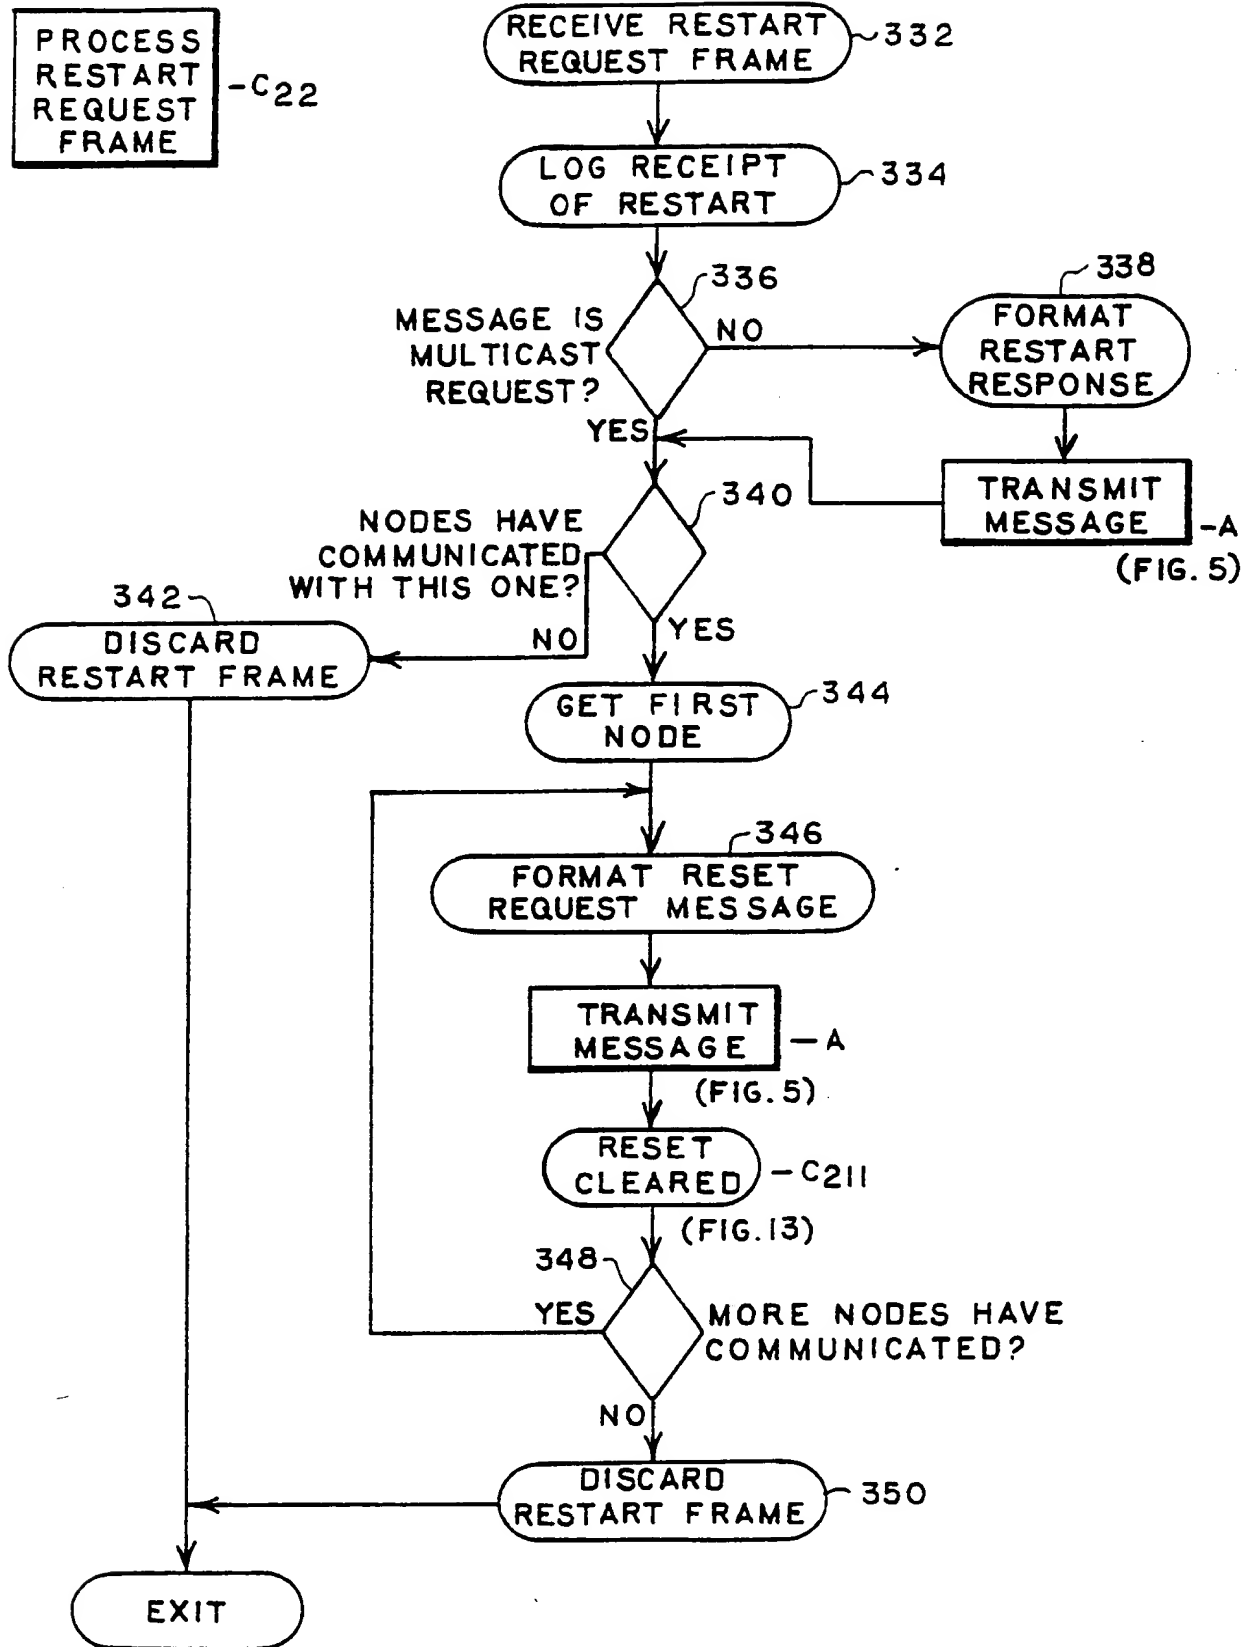 PROCESS
RESTART
REQUEST
FRAME
-C22
RECEIVE RESTART
REQUEST FRAME
332
LOG RECEIPT
OF RESTART
334
336
MESSAGE IS
MULTICAST
REQUEST?
NO
338
FORMAT
RESTART
RESPONSE
YES
TRANSMIT
MESSAGE
-A
(FIG. 5)
340
NODES HAVE
COMMUNICATED
WITH THIS ONE?
342
NO
YES
DISCARD
RESTART FRAME
GET FIRST
NODE
344
346
FORMAT RESET
REQUEST MESSAGE
TRANSMIT
MESSAGE
-A
(FIG. 5)
RESET
CLEARED
-C211
(FIG. 13)
348
YES
MORE NODES HAVE
COMMUNICATED?
NO
DISCARD
RESTART FRAME
350
EXIT